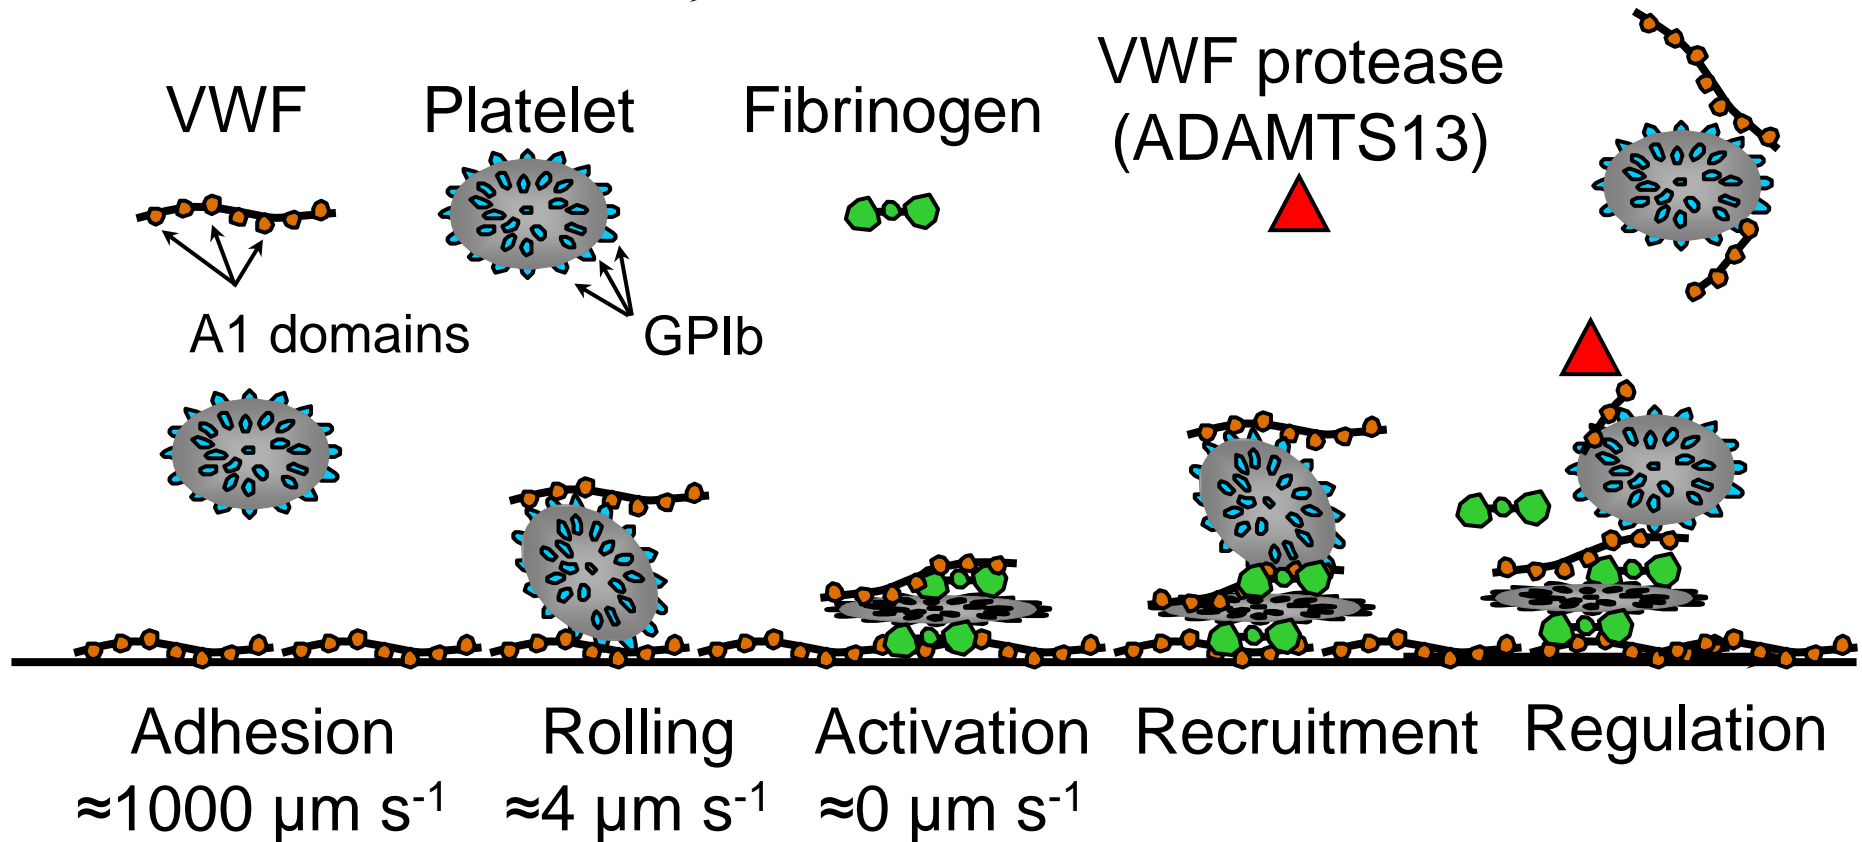 VWF
Platelet
Fibrinogen
VWF protease
(ADAMTS13)
A1 domains
GPIb
Adhesion
≈1000 µm s-1
Rolling
≈4 µm s-1
Activation
≈0 µm s-1
Recruitment
Regulation